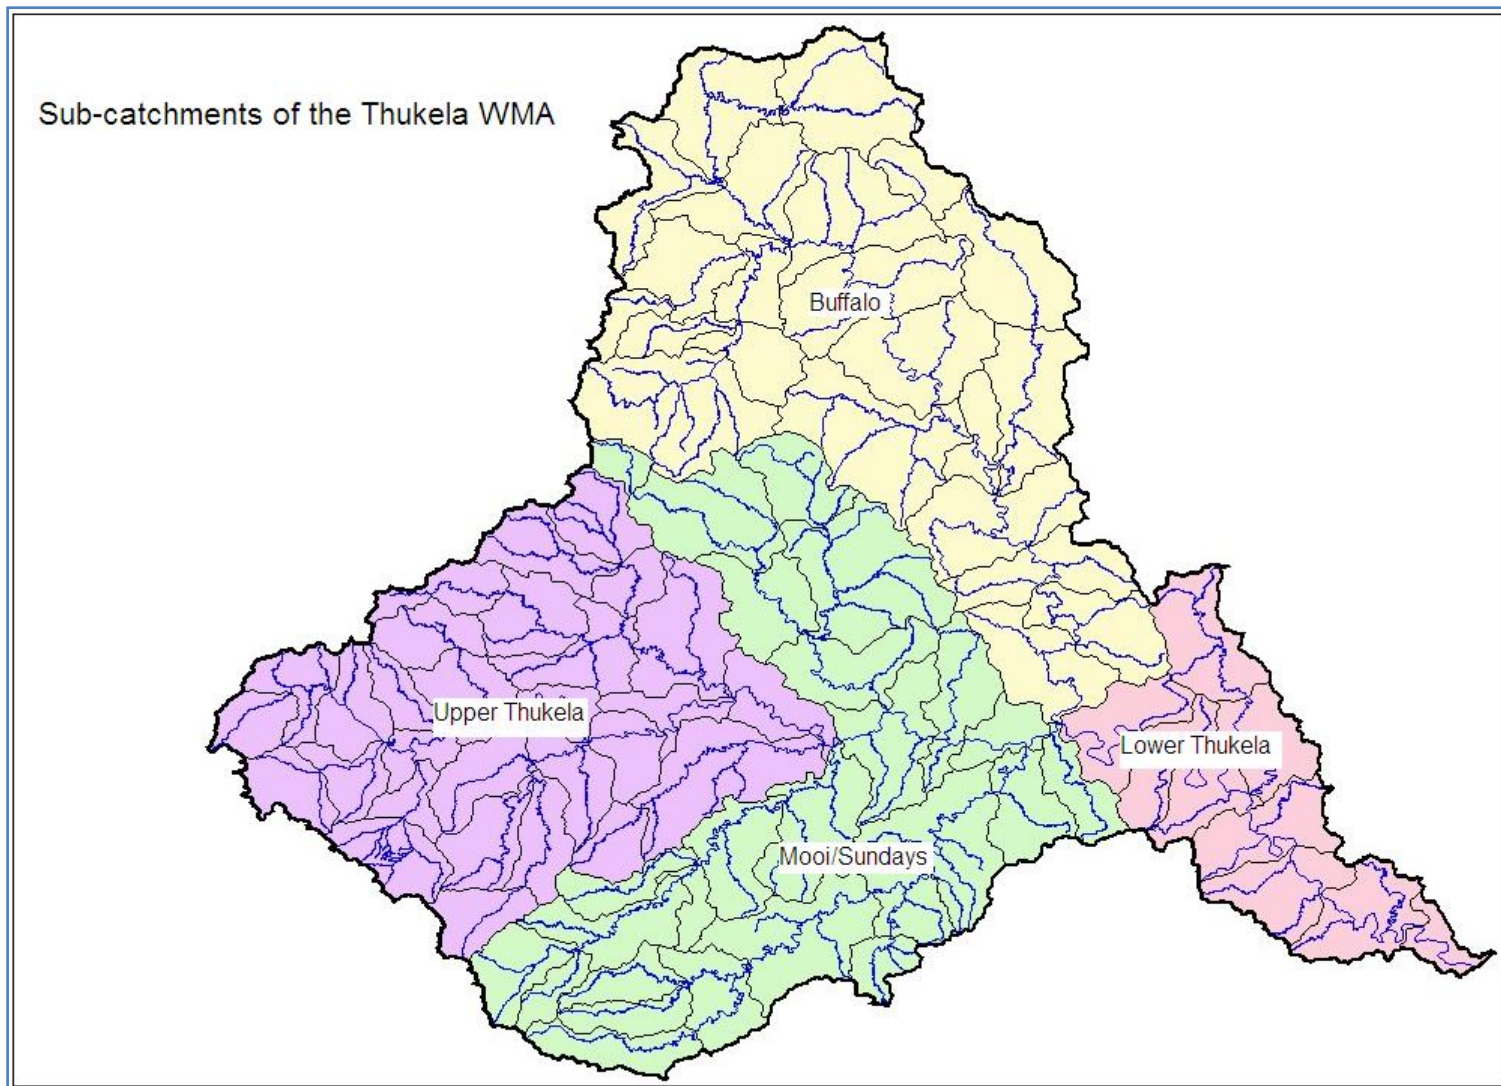 Sub-catchments of the Thukela WMA
Buffalo
Upper Thukela
Lower Thukela
Mooi/Sundays